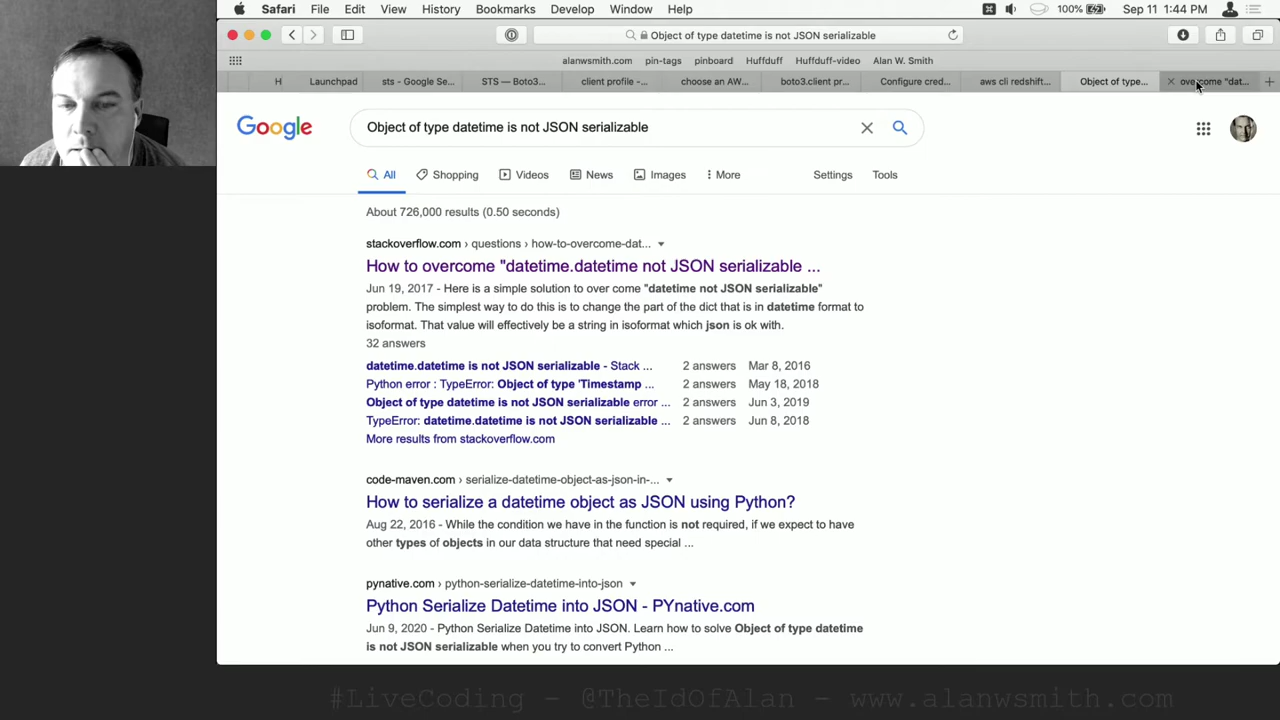 Safari File Edit View History Bookmarks Develop Window Help 100% Sep 11 1:44 PM
Object of type datetime is not JSON serializable
alanwsmith.com pin-tags pinboard Huffduff Huffduff-video Alan W. Smith
H Launchpad sts - Google Se... STS — Boto3... client profile -... choose an AW... boto3.client pr... Configure cred... aws cli redshift... Object of type... overcome "dat...
Google Object of type datetime is not JSON serializable
All Shopping Videos News Images More Settings Tools
About 726,000 results (0.50 seconds)
stackoverflow.com › questions › how-to-overcome-dat...
How to overcome "datetime.datetime not JSON serializable ...
Jun 19, 2017 - Here is a simple solution to over come "datetime not JSON serializable"
problem. The simplest way to do this is to change the part of the dict that is in datetime format to
isoformat. That value will effectively be a string in isoformat which json is ok with.
32 answers
datetime.datetime is not JSON serializable - Stack ... 2 answers Mar 8, 2016
Python error : TypeError: Object of type 'Timestamp ... 2 answers May 18, 2018
Object of type datetime is not JSON serializable error ... 2 answers Jun 3, 2019
TypeError: datetime.datetime is not JSON serializable ... 2 answers Jun 8, 2018
More results from stackoverflow.com
code-maven.com › serialize-datetime-object-as-json-in-...
How to serialize a datetime object as JSON using Python?
Aug 22, 2016 - While the condition we have in the function is not required, if we expect to have
other types of objects in our data structure that need special ...
pynative.com › python-serialize-datetime-into-json
Python Serialize Datetime into JSON - PYnative.com
Jun 9, 2020 - Python Serialize Datetime into JSON. Learn how to solve Object of type datetime
is not JSON serializable when you try to convert Python ...
#LiveCoding - @TheIdOfAlan - www.alanwsmith.com